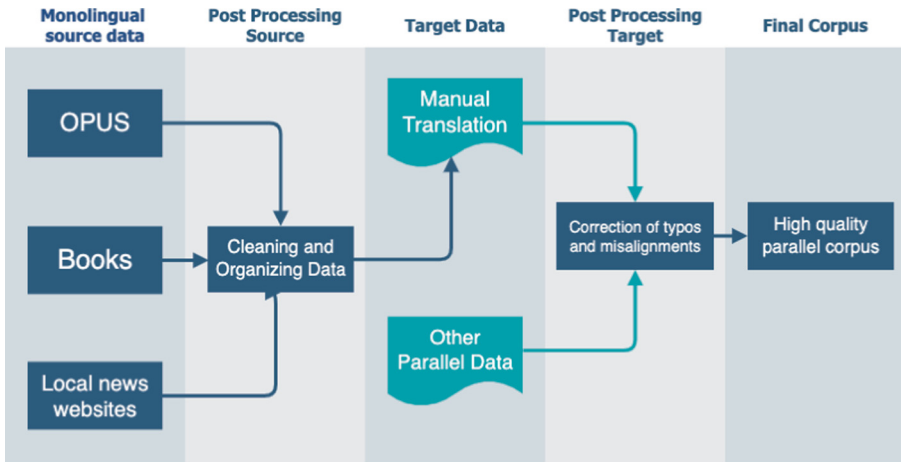 Monolingual
source data
Post Processing
Source
Target Data
Post Processing
Target
Final Corpus
OPUS
Books
Local news
websites
Cleaning and
Organizing Data
Manual
Translation
Other
Parallel Data
Correction of typos
and misalignments
High quality
parallel corpus